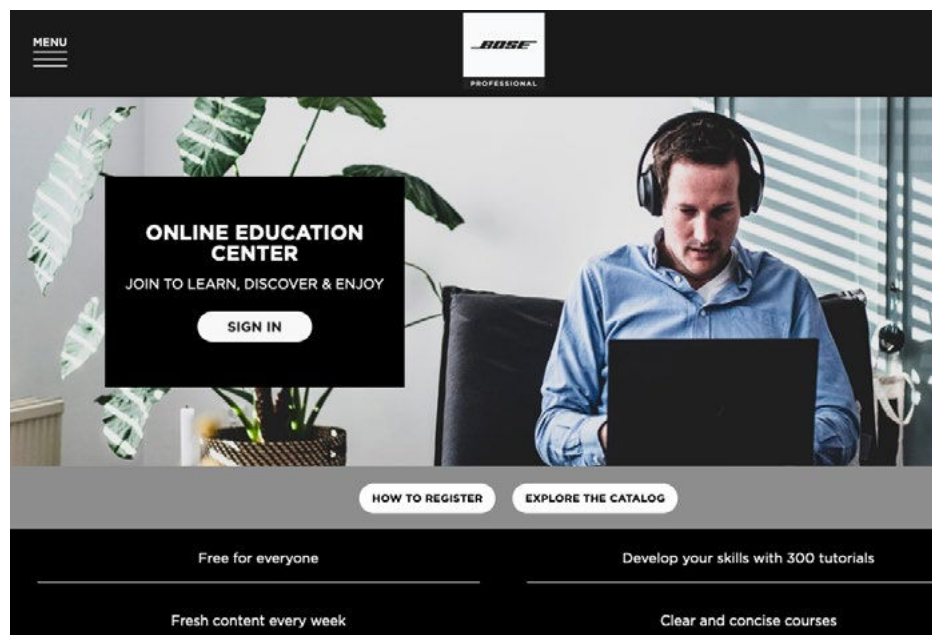 MENU
BOSE
PROFESSIONAL
ONLINE EDUCATION
CENTER
JOIN TO LEARN, DISCOVER & ENJOY
SIGN IN
HOW TO REGISTER
EXPLORE THE CATALOG
Free for everyone
Develop your skills with 300 tutorials
Fresh content every week
Clear and concise courses